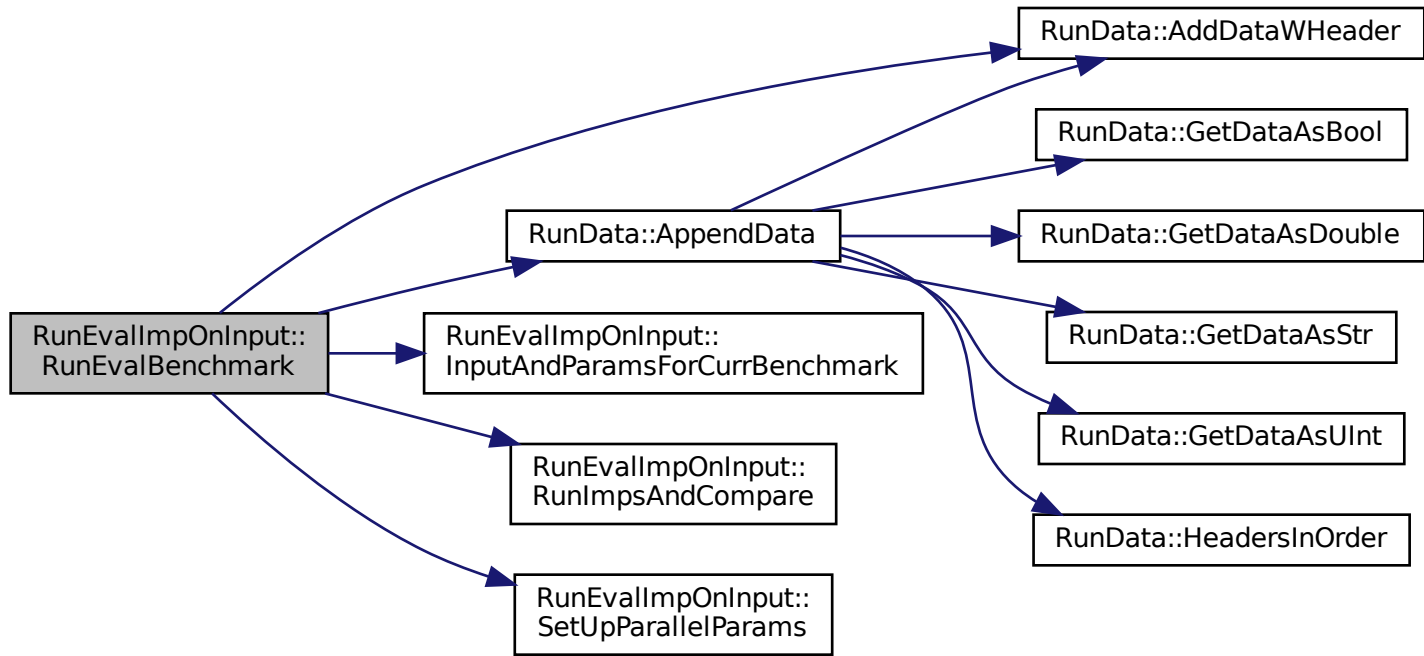 RunEvalImpOnInput::
RunEvalBenchmark
RunData::AppendData
RunEvalImpOnInput::
InputAndParamsForCurrBenchmark
RunEvalImpOnInput::
RunImpsAndCompare
RunEvalImpOnInput::
SetUpParallelParams
RunData::AddDataWHeader
RunData::GetDataAsBool
RunData::GetDataAsDouble
RunData::GetDataAsStr
RunData::GetDataAsUInt
RunData::HeadersInOrder